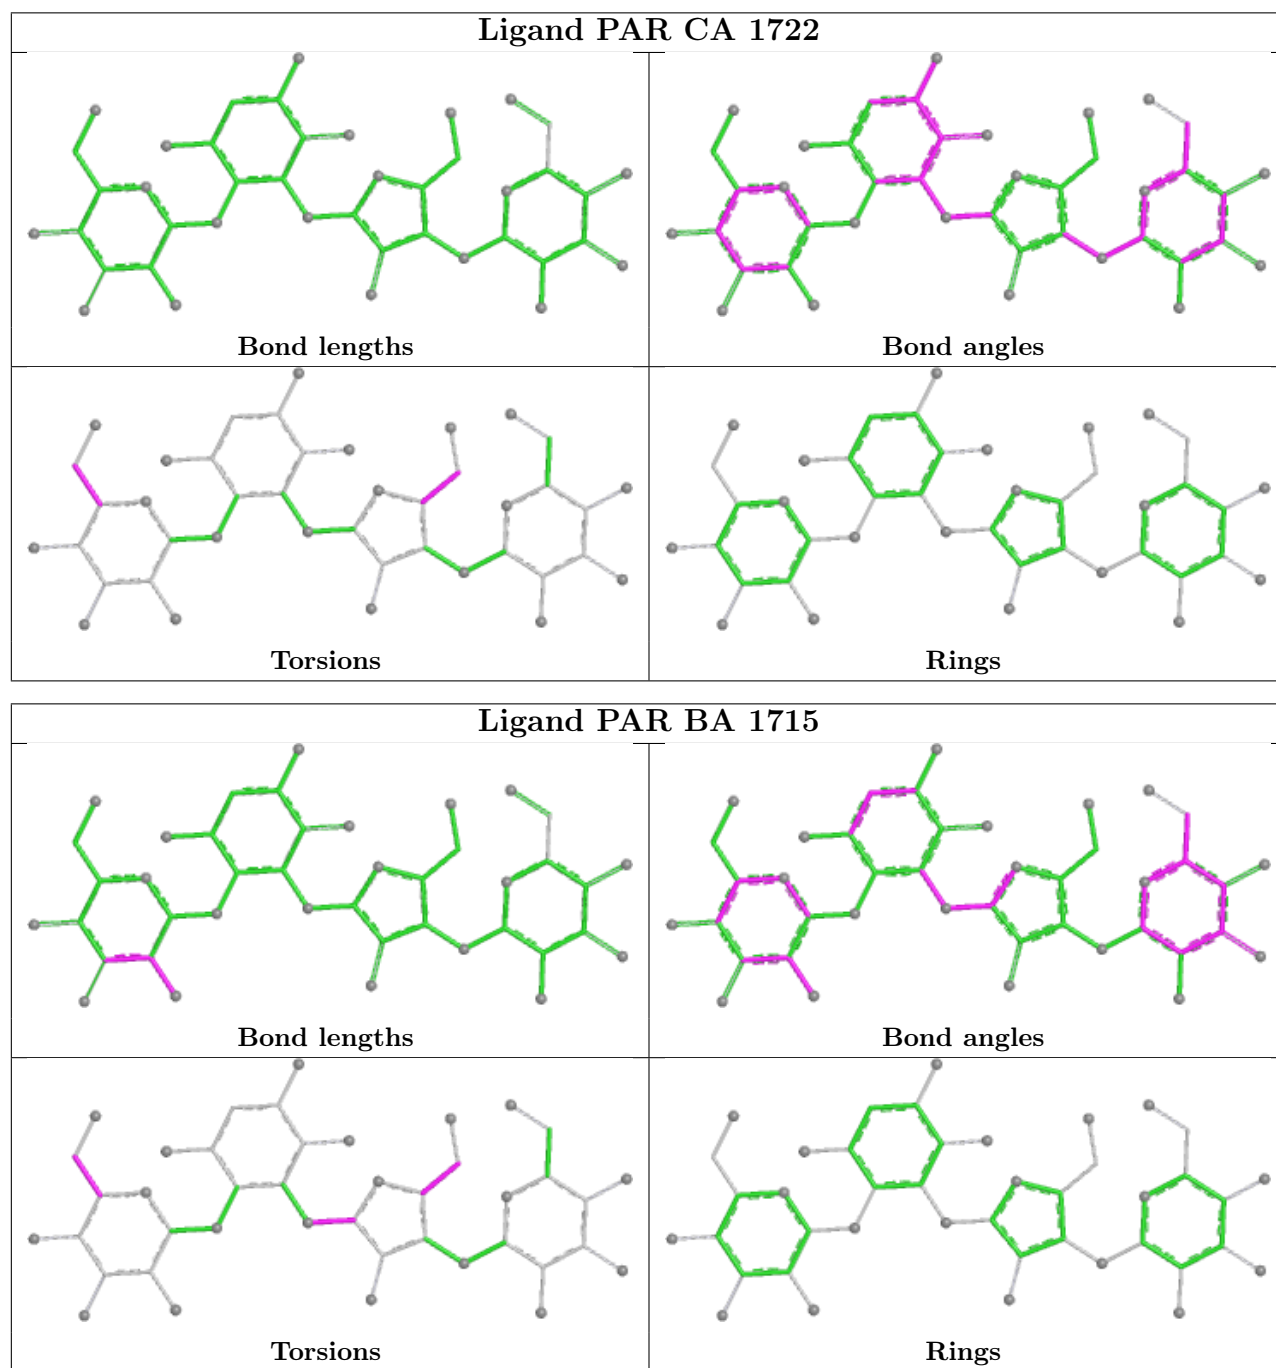 Ligand PAR CA 1722
Bond lengths
Bond angles
Torsions
Rings
Ligand PAR BA 1715
Bond lengths
Bond angles
Torsions
Rings